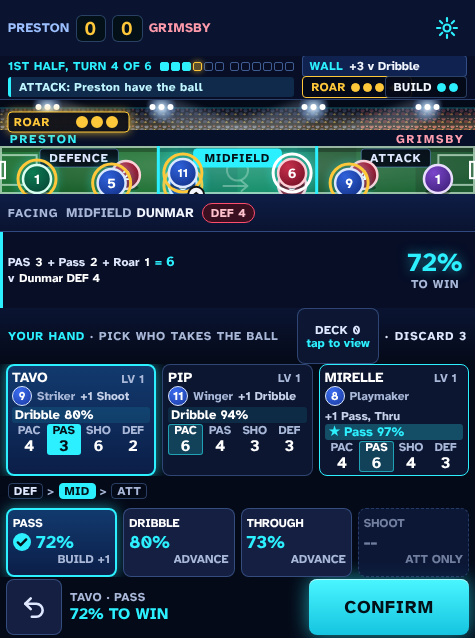 PRESTON 0 0 GRIMSBY
1ST HALF, TURN 4 OF 6
WALL +3 v Dribble
ATTACK: Preston have the ball
ROAR
BUILD
ROAR
PRESTON
GRIMSBY
DEFENCE
MIDFIELD
ATTACK
1
5
11
6
9
1
FACING MIDFIELD DUNMAR DEF 4
PAS 3 + Pass 2 + Roar 1 = 6
v Dunmar DEF 4
72%
TO WIN
YOUR HAND · PICK WHO TAKES THE BALL
DECK 0
tap to view
· DISCARD 3
TAVO LV 1
9 Striker +1 Shoot
Dribble 80%
PAC PAS SHO DEF
4 3 6 2
PIP LV 1
11 Winger +1 Dribble
Dribble 94%
PAC PAS SHO DEF
6 4 3 3
MIRELLE LV 1
8 Playmaker
+1 Pass, Thru
★ Pass 97%
PAC PAS SHO DEF
4 6 4 3
DEF > MID > ATT
PASS
72%
BUILD +1
DRIBBLE
80%
ADVANCE
THROUGH
73%
ADVANCE
SHOOT
--
ATT ONLY
TAVO · PASS
72% TO WIN
CONFIRM